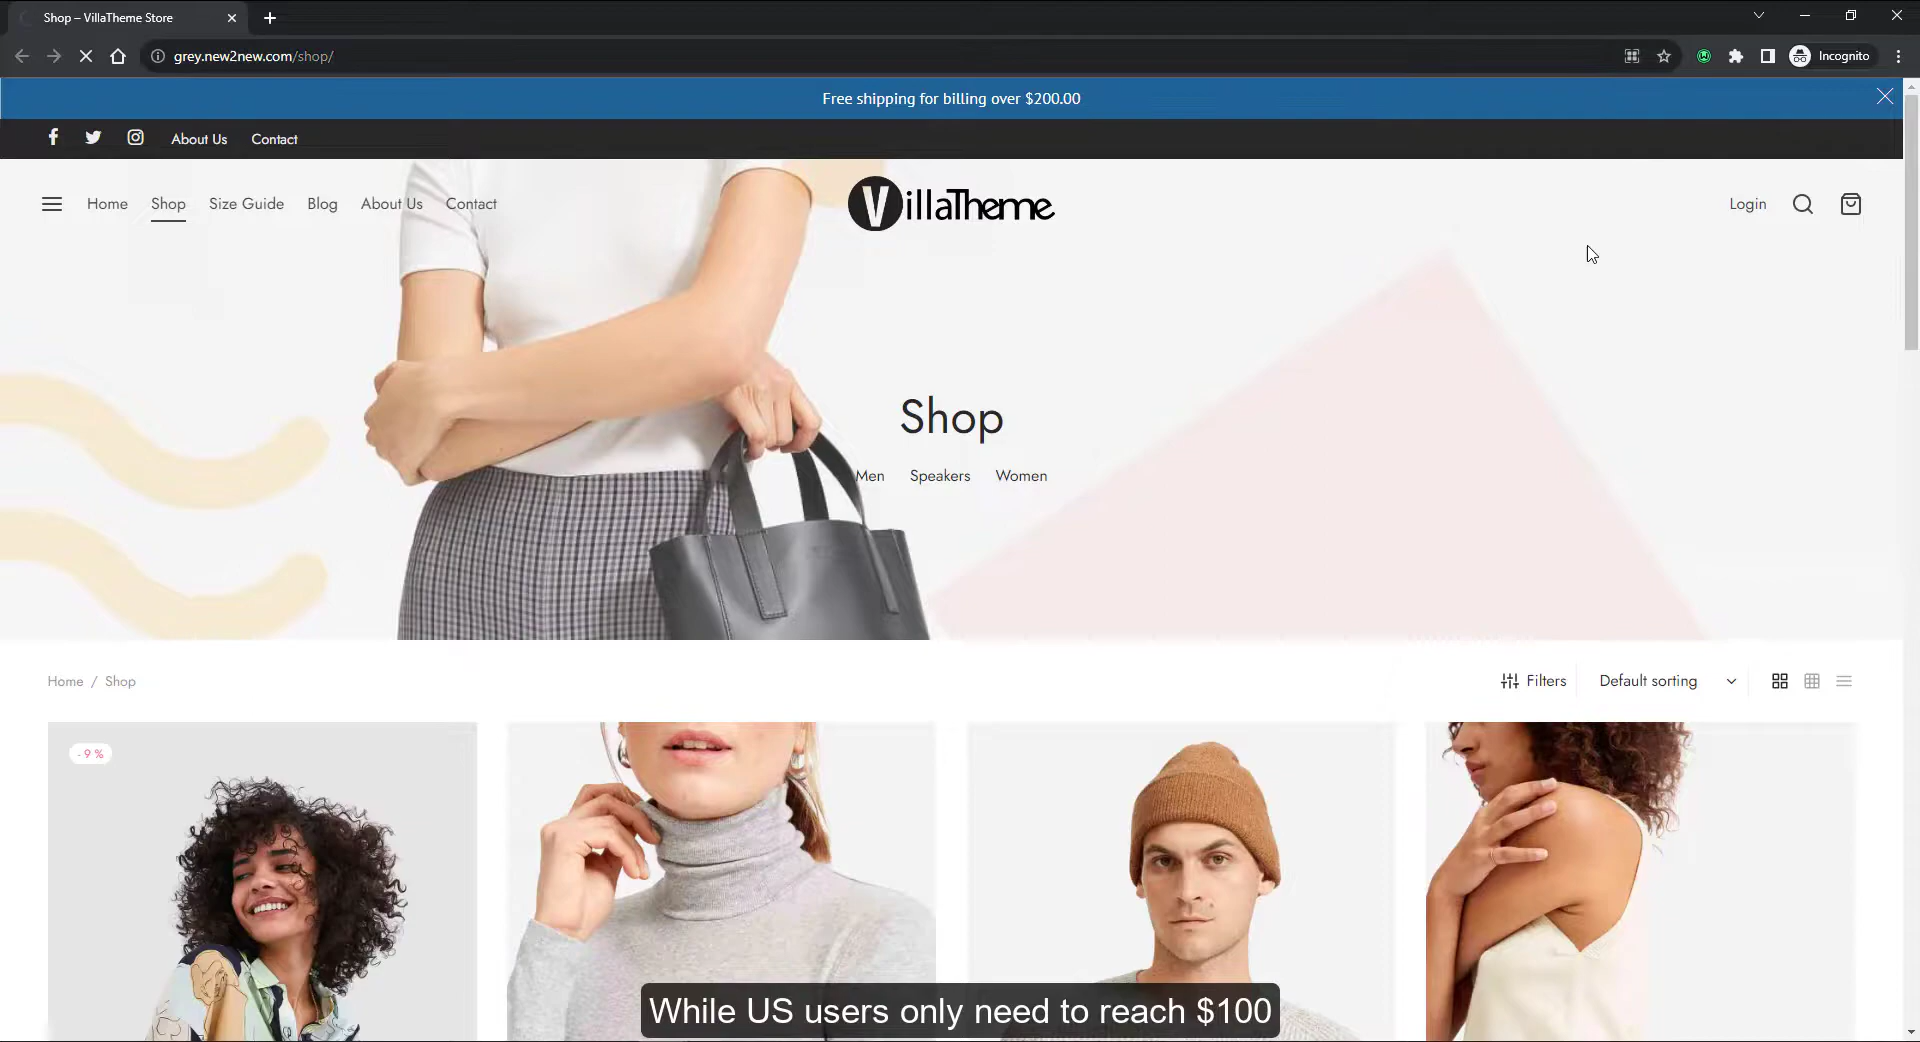 Shop – VillaTheme Store
grey.new2new.com/shop/
Incognito
Free shipping for billing over $200.00
About Us
Contact
Home
Shop
Size Guide
Blog
About Us
Contact
VillaTheme
Login
Shop
Men
Speakers
Women
Home / Shop
Filters
Default sorting
- 9 %
While US users only need to reach $100